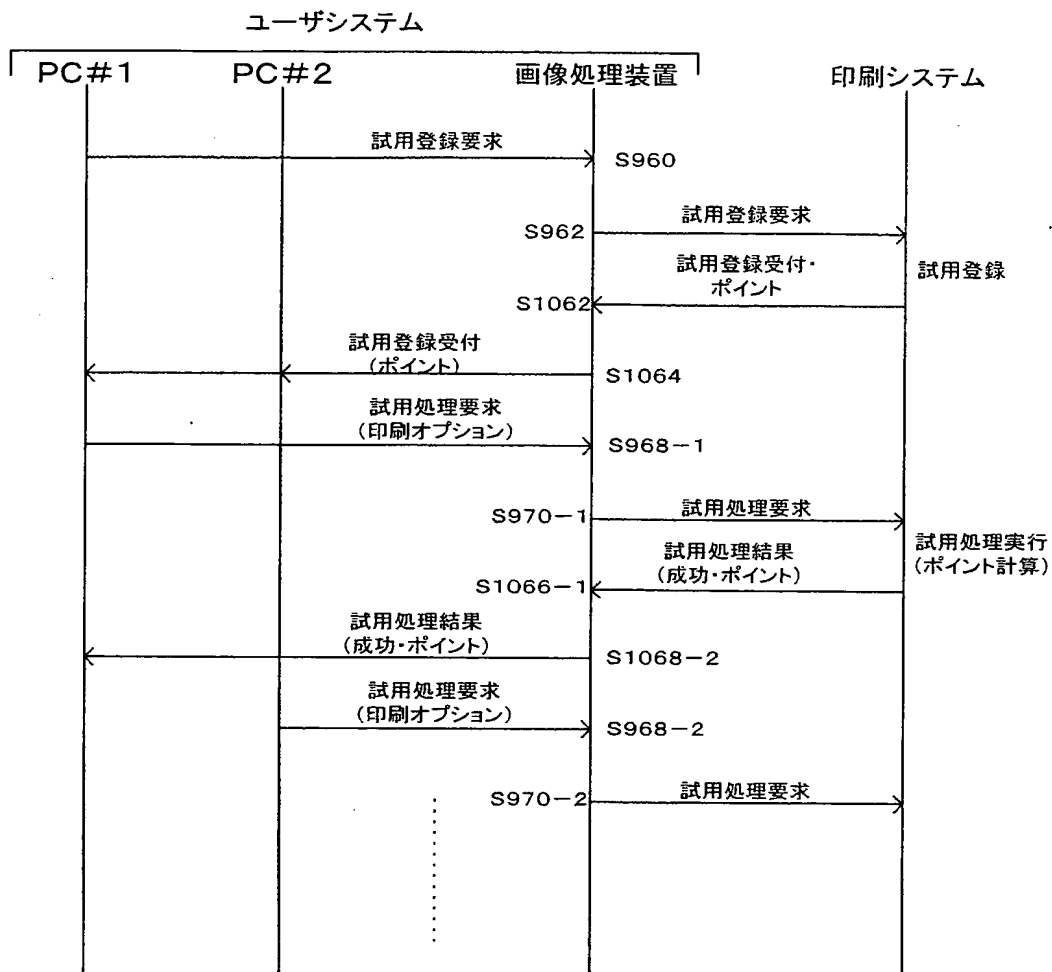 ユーザシステム
PC#1
PC#2
画像処理装置
印刷システム
試用登録要求
S960
試用登録要求
S962
試用登録
試用登録受付・
ポイント
S1062
試用登録受付
(ポイント)
S1064
試用処理要求
(印刷オプション)
S968-1
試用処理要求
S970-1
試用処理実行
(ポイント計算)
試用処理結果
(成功・ポイント)
S1066-1
試用処理結果
(成功・ポイント)
S1068-2
試用処理要求
(印刷オプション)
S968-2
試用処理要求
S970-2